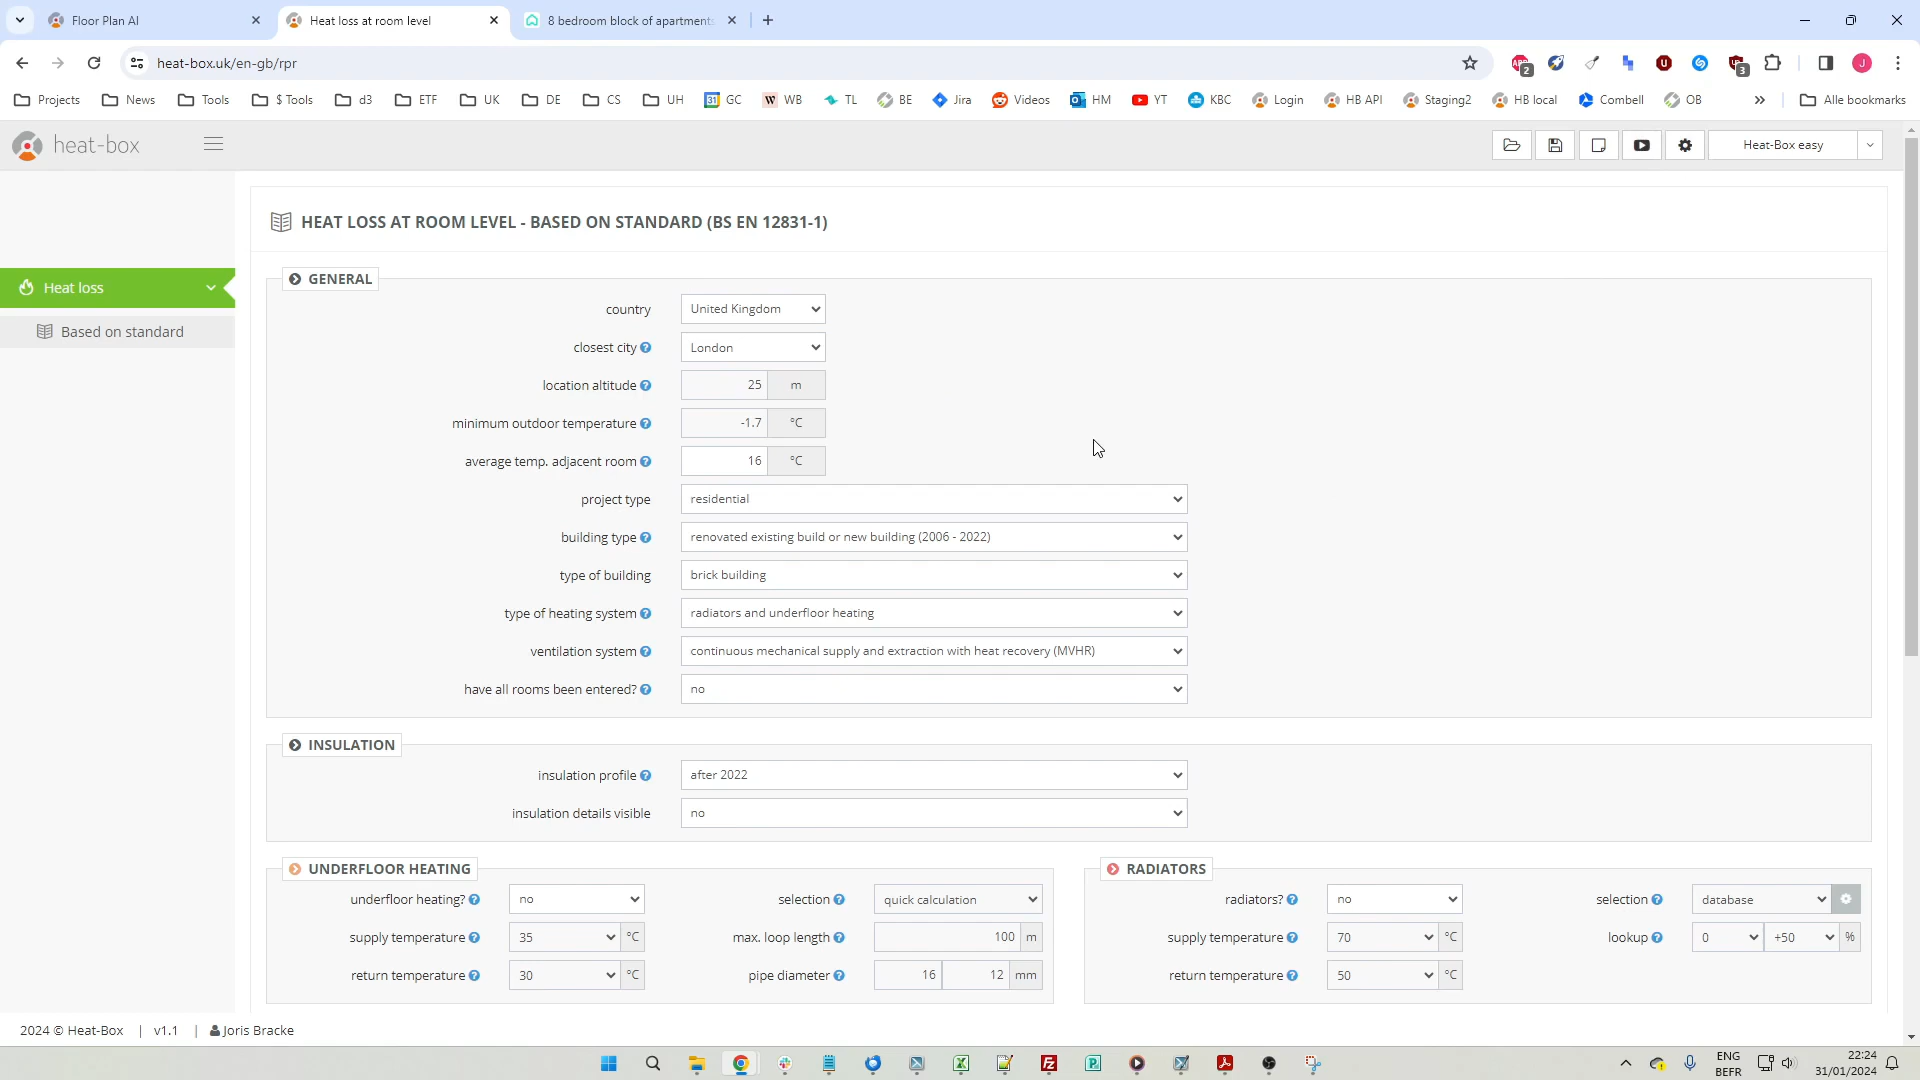 Floor Plan AI
Heat loss at room level
8 bedroom block of apartments
heat-box.uk/en-gb/rpr
2
3
J
Projects
News
Tools
$ Tools
d3
ETF
UK
DE
CS
UH
GC
WB
TL
BE
Jira
Videos
HM
YT
KBC
Login
HB API
Staging2
HB local
Combell
OB
»
Alle bookmarks
heat-box
Heat-Box easy
Heat loss
Based on standard
HEAT LOSS AT ROOM LEVEL - BASED ON STANDARD (BS EN 12831-1)
GENERAL
country United Kingdom
closest city London
location altitude 25 m
minimum outdoor temperature -1.7 °C
average temp. adjacent room 16 °C
project type residential
building type renovated existing build or new building (2006 - 2022)
type of building brick building
type of heating system radiators and underfloor heating
ventilation system continuous mechanical supply and extraction with heat recovery (MVHR)
have all rooms been entered? no
INSULATION
insulation profile after 2022
insulation details visible no
UNDERFLOOR HEATING
underfloor heating? no selection quick calculation
supply temperature 35 °C max. loop length 100 m
return temperature 30 °C pipe diameter 16 12 mm
RADIATORS
radiators? no selection database
supply temperature 70 °C lookup 0 +50 %
return temperature 50 °C
2024 © Heat-Box | v1.1 | Joris Bracke
ENG
BEFR
22:24
31/01/2024